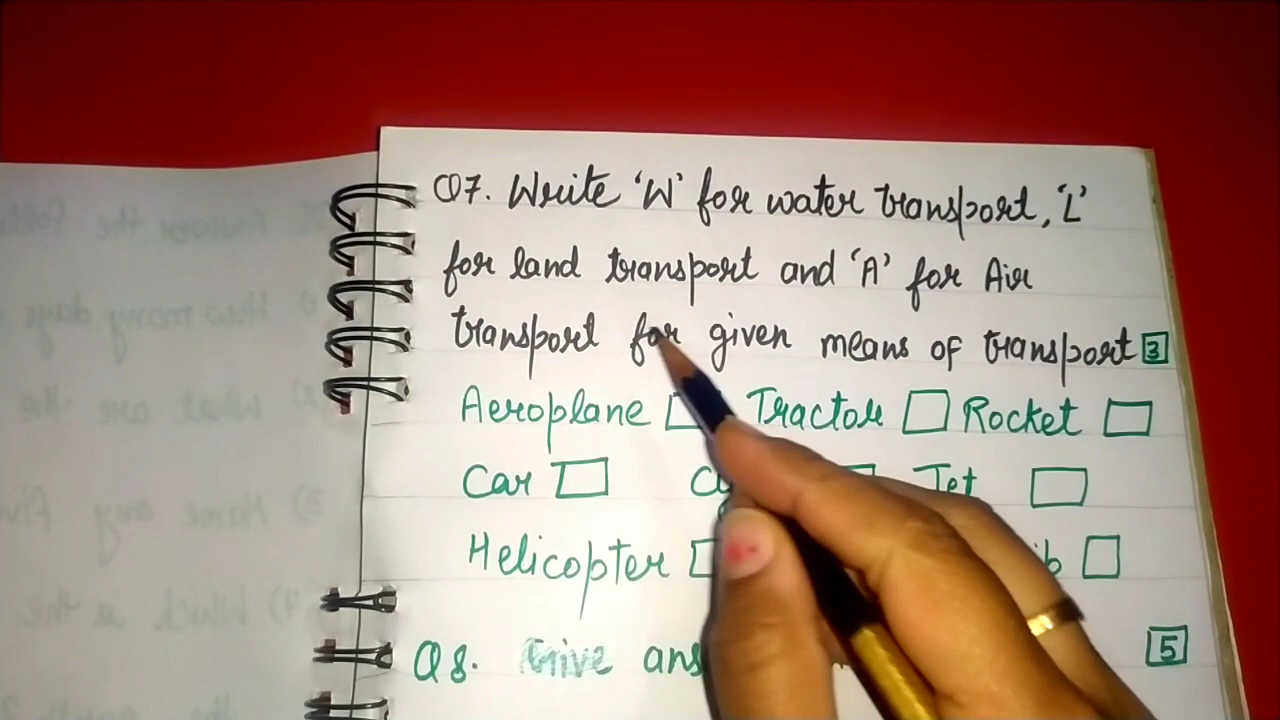 Q7. Write 'W' for water transport, 'L'
for land transport and 'A' for Air
transport for given means of transport 3
Aeroplane Tractor Rocket
Car Jet
Helicopter
Q8. Give ans 5